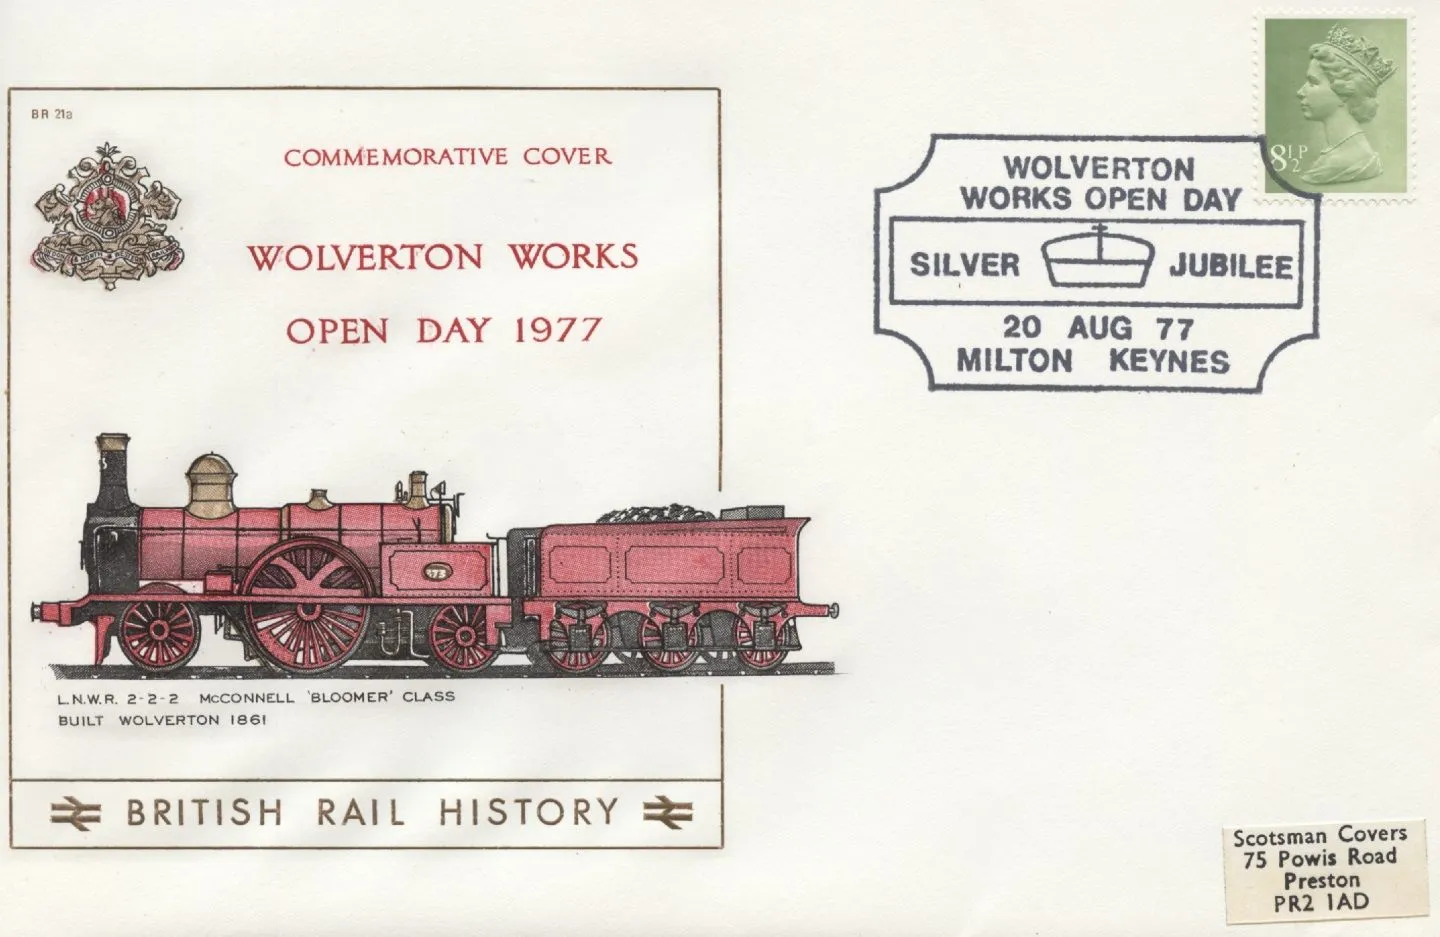 BR 21a
COMMEMORATIVE COVER
WOLVERTON WORKS
OPEN DAY 1977
L.N.W.R. 2-2-2 McCONNELL 'BLOOMER' CLASS
BUILT WOLVERTON 1861
BRITISH RAIL HISTORY
8½P
WOLVERTON
WORKS OPEN DAY
SILVER JUBILEE
20 AUG 77
MILTON KEYNES
Scotsman Covers
75 Powis Road
Preston
PR2 1AD